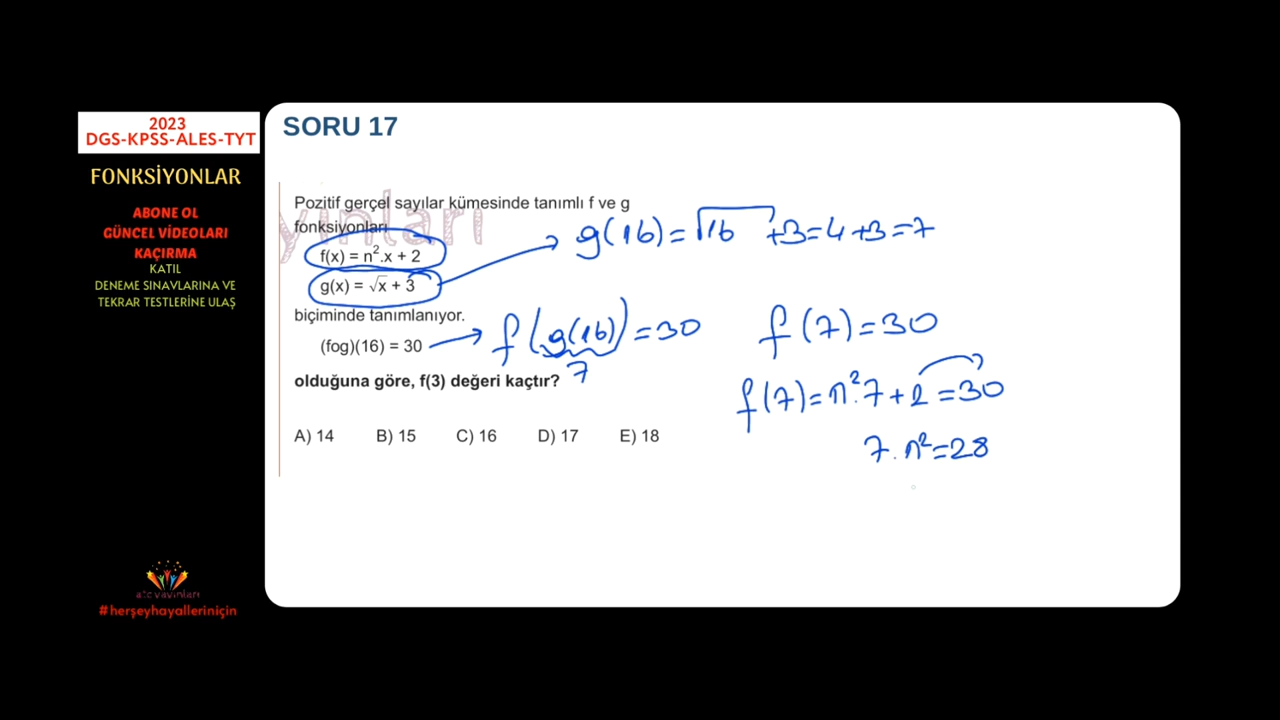 2023
DGS-KPSS-ALES-TYT
FONKSİYONLAR
ABONE OL
GÜNCEL VİDEOLARI
KAÇIRMA
KATIL
DENEME SINAVLARINA VE
TEKRAR TESTLERİNE ULAŞ
a:c yayınları
#herşeyhayalleriniçin
SORU 17
yınları
Pozitif gerçel sayılar kümesinde tanımlı f ve g
fonksiyonları
f(x) = n².x + 2
g(x) = √x + 3
biçiminde tanımlanıyor.
(fog)(16) = 30
olduğuna göre, f(3) değeri kaçtır?
A) 14 B) 15 C) 16 D) 17 E) 18
g(16) = √16 +3=4+3=7
f(g(16)) = 30
7
f(7)=30
f(7)=n².7+2=30
7.n²=28